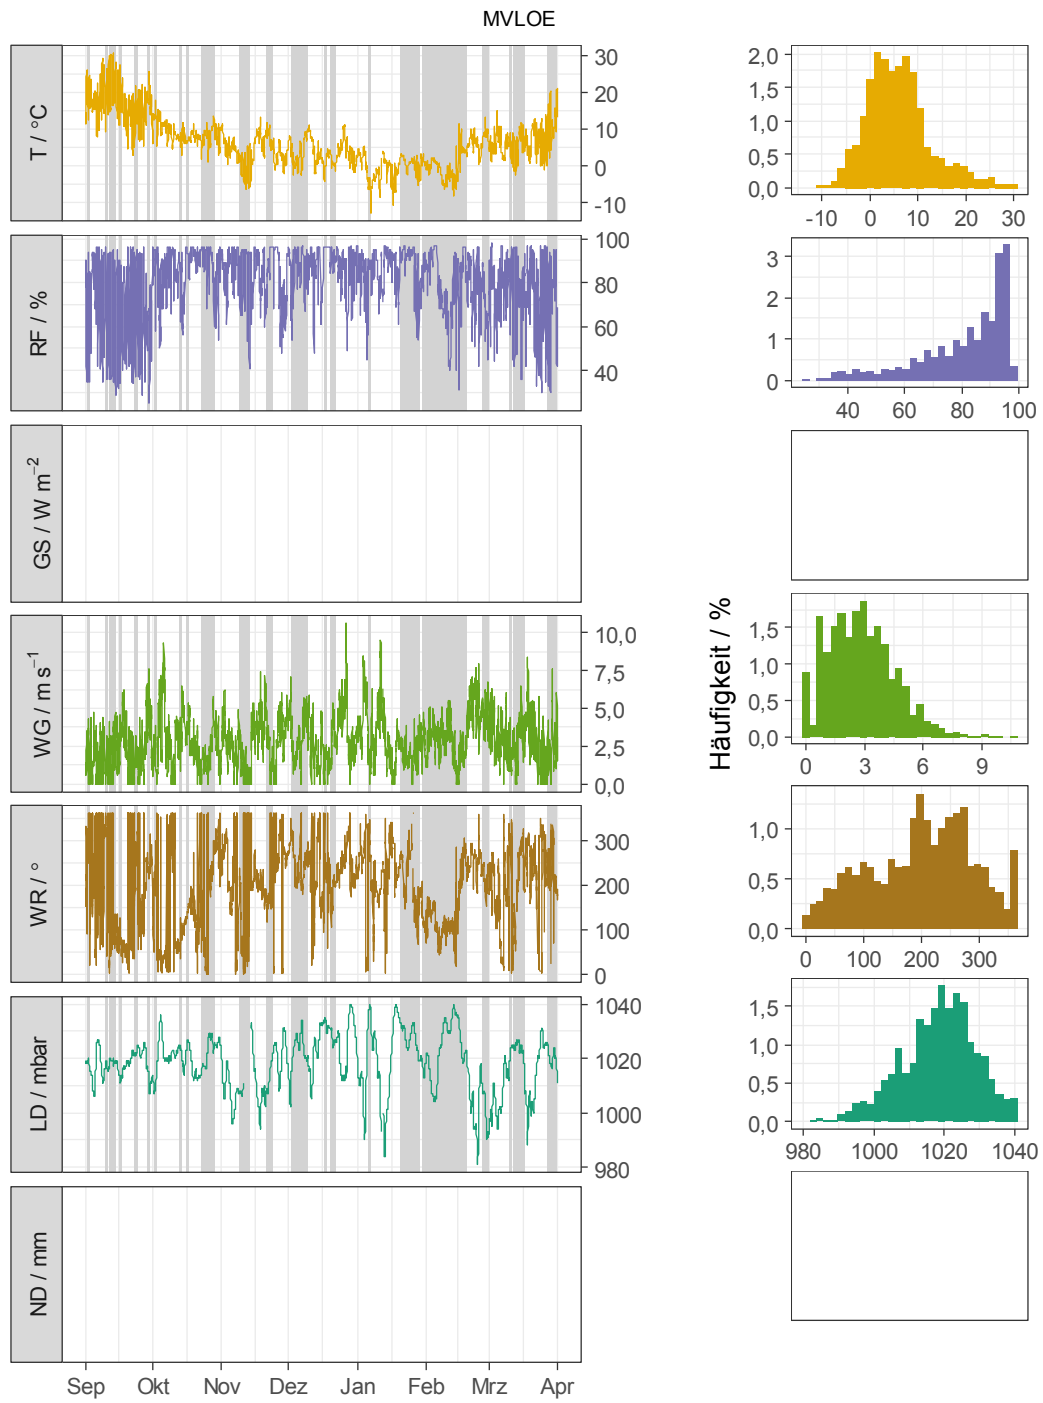 MVLOE
T / °C
30
20
10
0
-10
2,0
1,5
1,0
0,5
0,0
-10 0 10 20 30
RF / %
100
80
60
40
3
2
1
0
40 60 80 100
GS / W m⁻²
Häufigkeit / %
WG / m s⁻¹
10,0
7,5
5,0
2,5
0,0
1,5
1,0
0,5
0,0
0 3 6 9
WR / °
300
200
100
0
1,0
0,5
0,0
0 100 200 300
LD / mbar
1040
1020
1000
980
1,5
1,0
0,5
0,0
980 1000 1020 1040
ND / mm
Sep Okt Nov Dez Jan Feb Mrz Apr